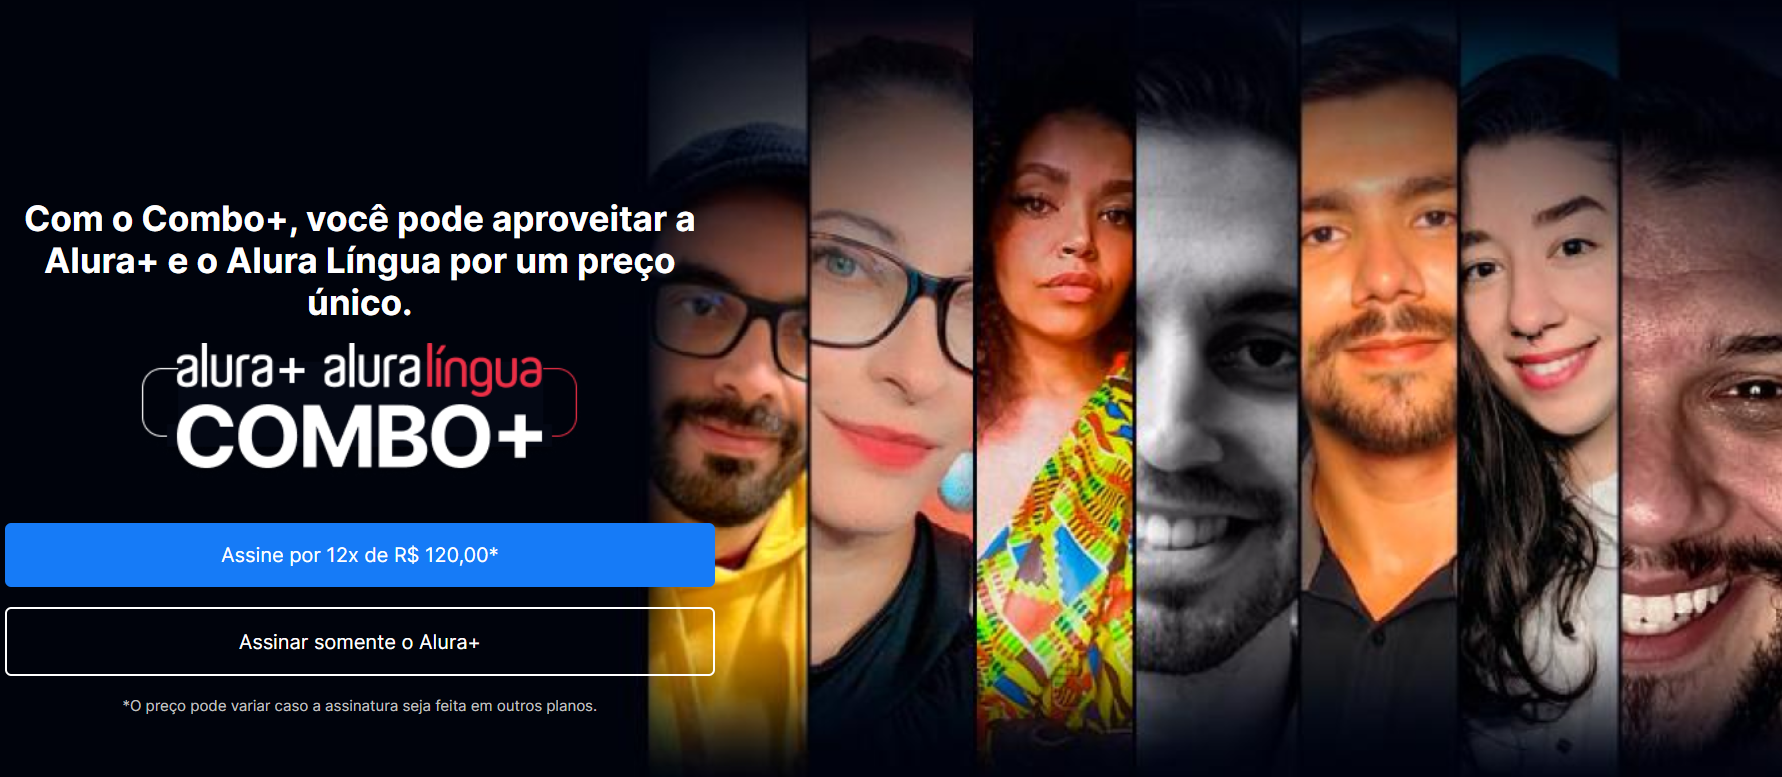 Com o Combo+, você pode aproveitar a
Alura+ e o Alura Língua por um preço
único.
alura+ aluralíngua
COMBO+
Assine por 12x de R$ 120,00*
Assinar somente o Alura+
*O preço pode variar caso a assinatura seja feita em outros planos.